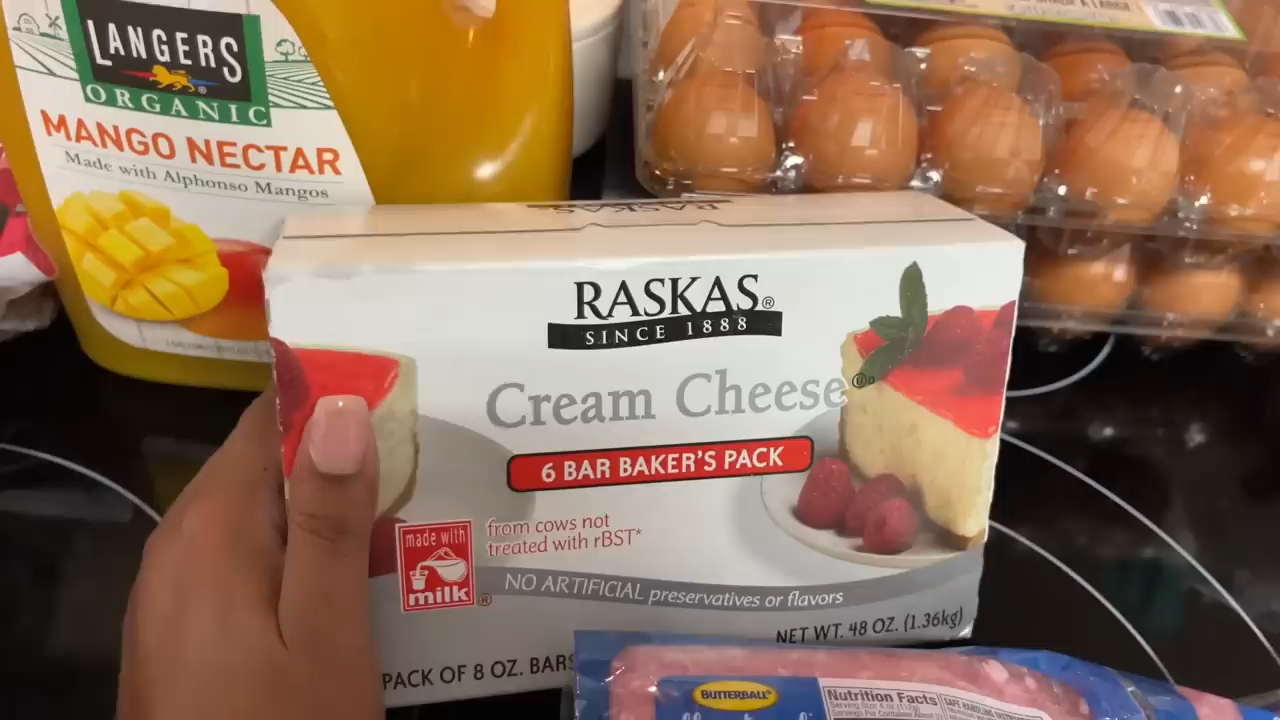 LANGERS
ORGANIC
MANGO NECTAR
Made with Alphonso Mangos
RASKAS
RASKAS®
SINCE 1888
Cream Cheese
6 BAR BAKER'S PACK
from cows not
treated with rBST*
made with
milk®
NO ARTIFICIAL preservatives or flavors
NET WT. 48 OZ. (1.36kg)
PACK OF 8 OZ. BARS
BUTTERBALL®
Nutrition Facts